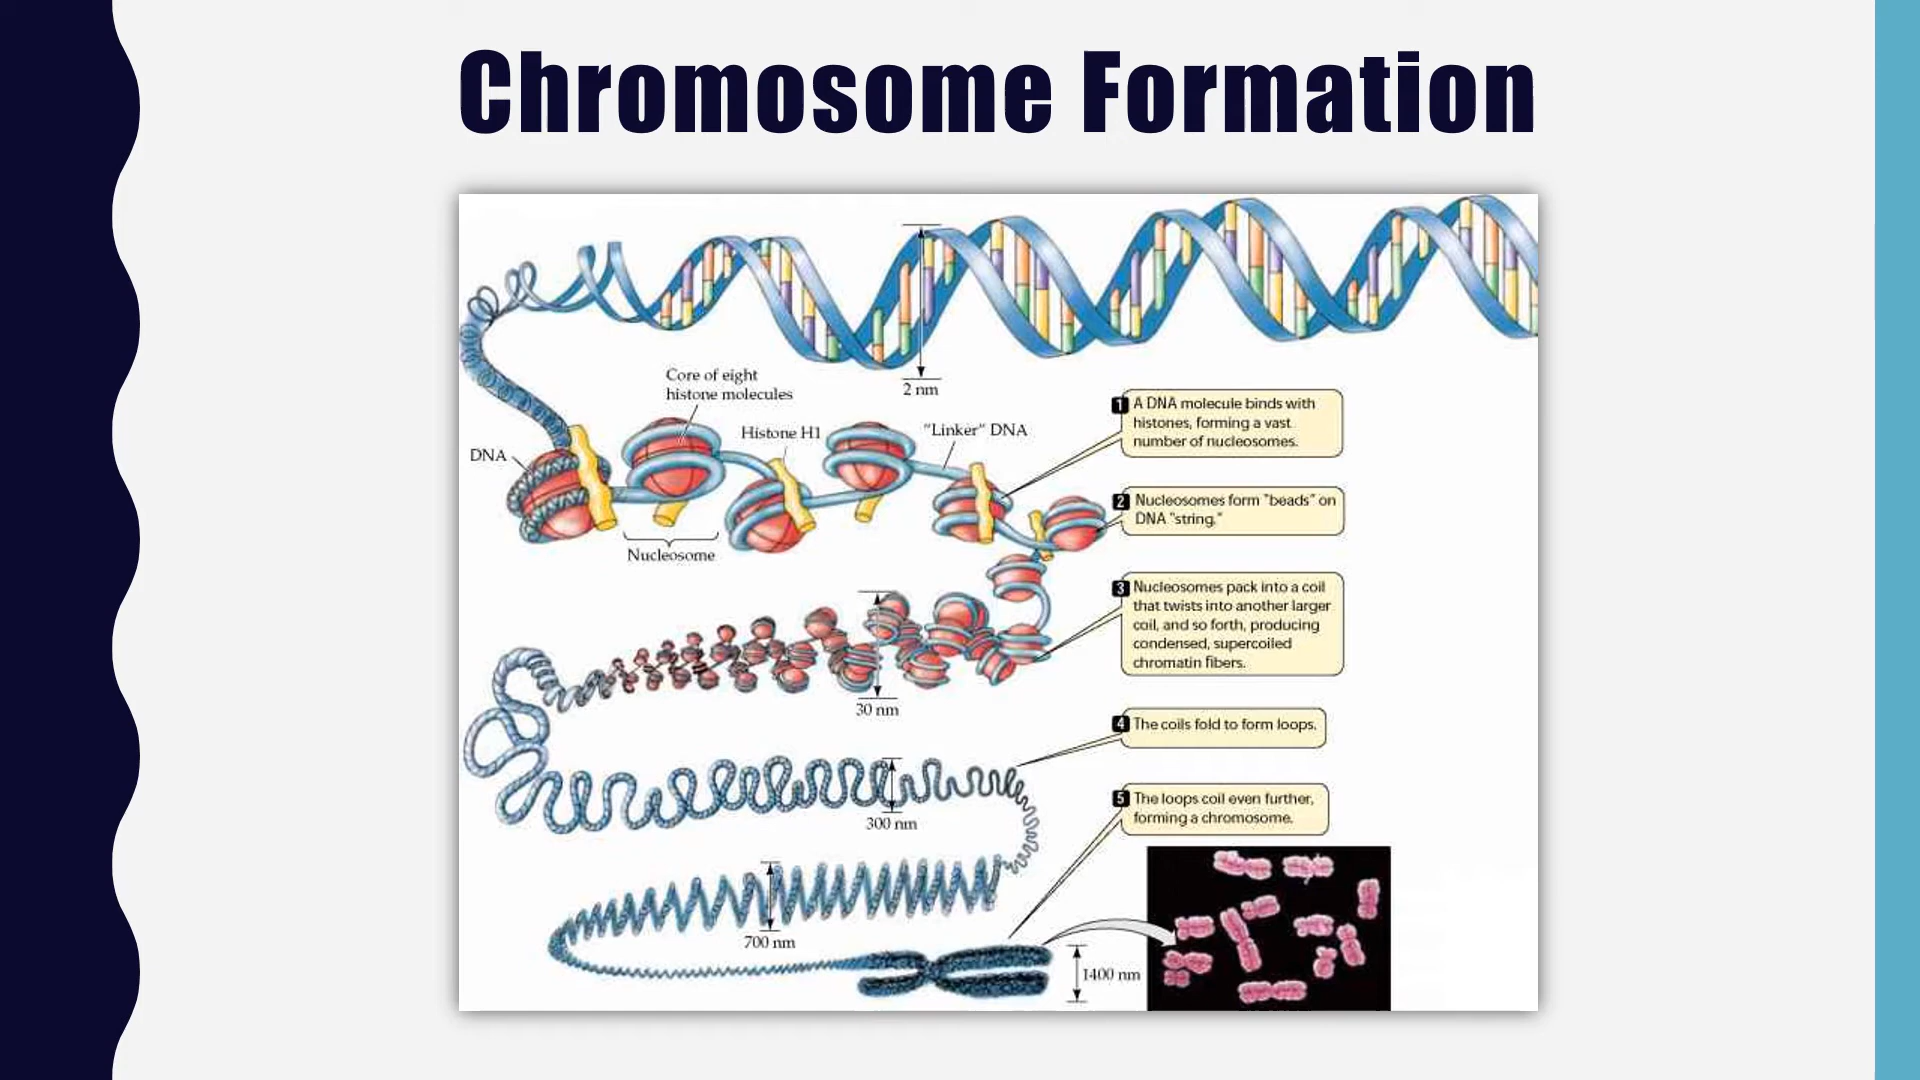 Chromosome Formation
2 nm
Core of eight
histone molecules
Histone H1
"Linker" DNA
DNA
Nucleosome
1 A DNA molecule binds with
histones, forming a vast
number of nucleosomes.
2 Nucleosomes form "beads" on
DNA "string."
3 Nucleosomes pack into a coil
that twists into another larger
coil, and so forth, producing
condensed, supercoiled
chromatin fibers.
30 nm
4 The coils fold to form loops.
300 nm
5 The loops coil even further,
forming a chromosome.
700 nm
1400 nm